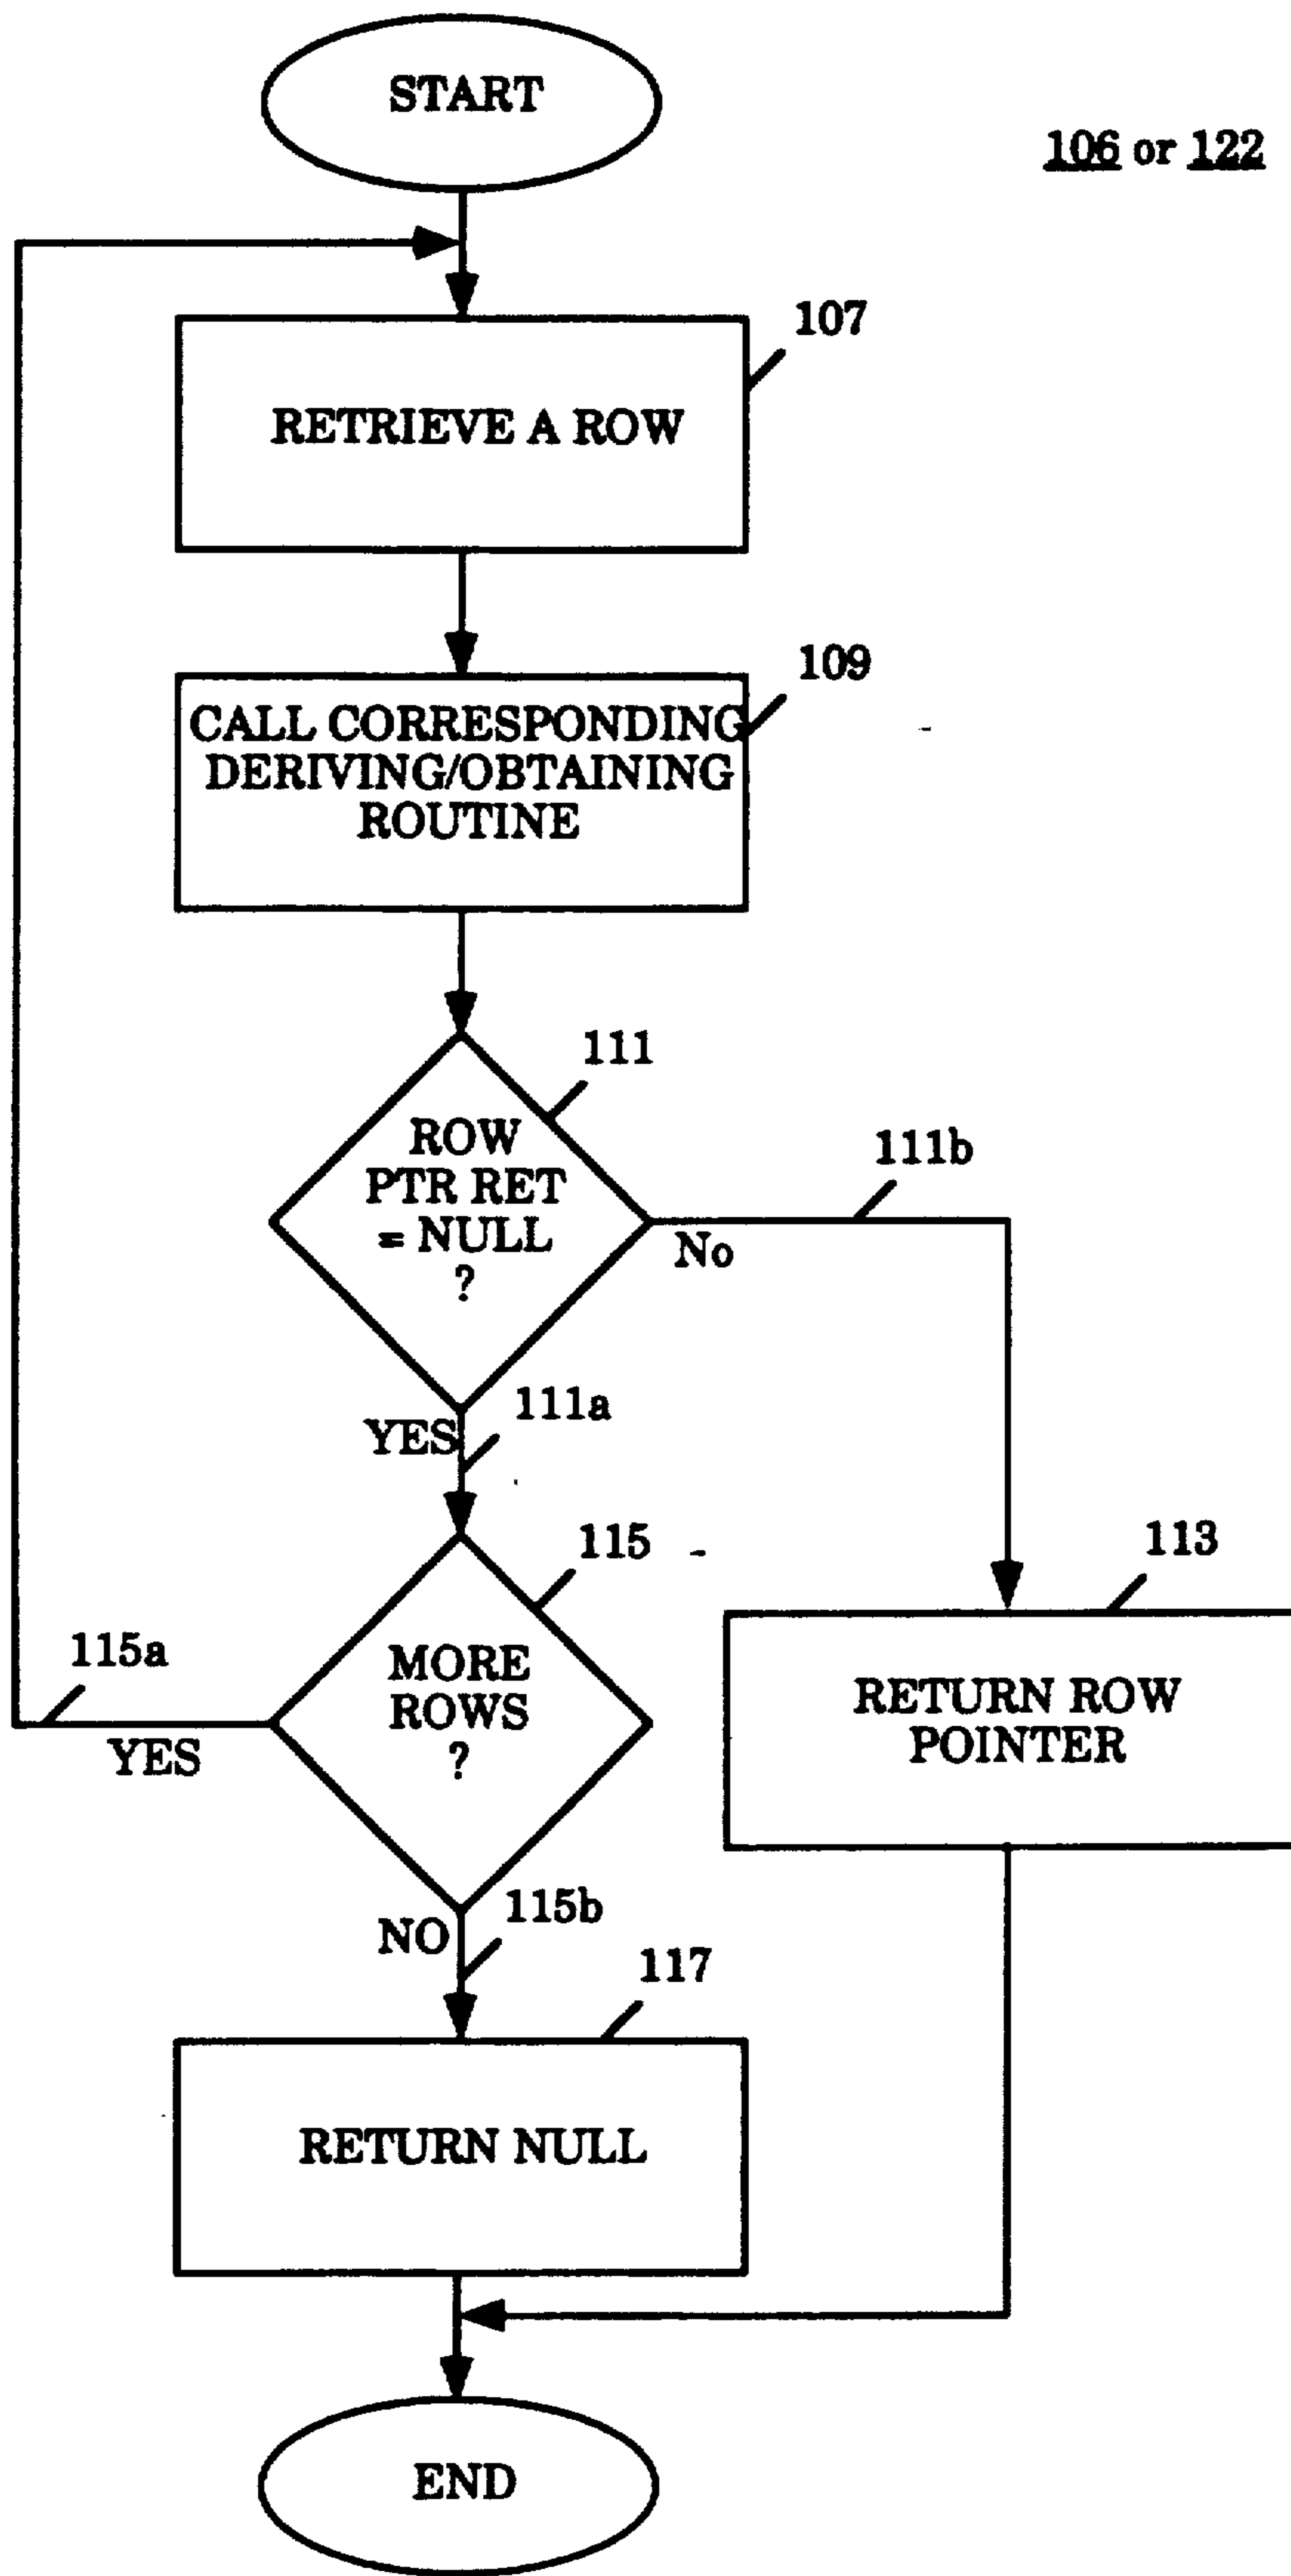 START
106 or 122
107
RETRIEVE A ROW
109
CALL CORRESPONDING
DERIVING/OBTAINING
ROUTINE
111
ROW
PTR RET
= NULL
?
111b
No
111a
YES
115
113
MORE
ROWS
?
115a
YES
RETURN ROW
POINTER
115b
NO
117
RETURN NULL
END